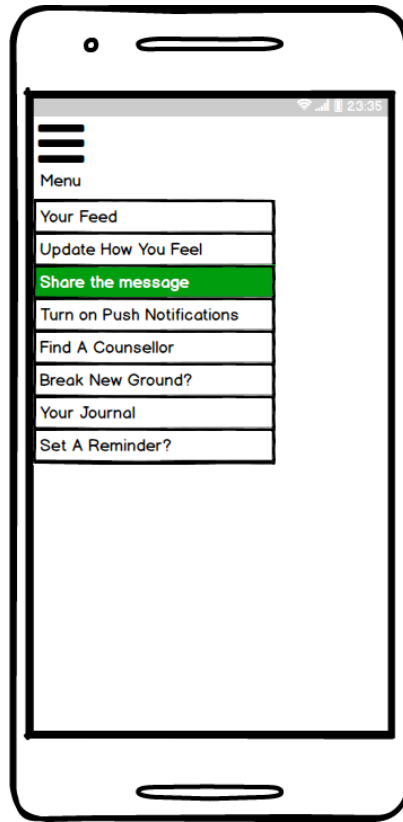 23:35
Menu
Your Feed
Update How You Feel
Share the message
Turn on Push Notifications
Find A Counsellor
Break New Ground?
Your Journal
Set A Reminder?